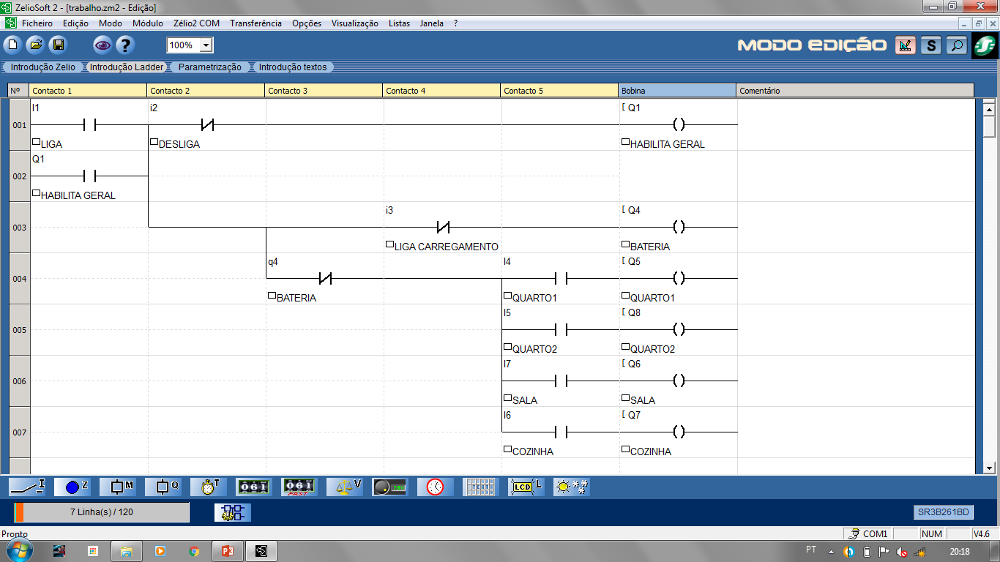 ZelioSoft 2 - [trabalho.zm2 - Edição]
Ficheiro Edição Modo Módulo Zélio2 COM Transferência Opções Visualização Listas Janela ?
100% MODO EDIÇÃO S
Introdução Zelio Introdução Ladder Parametrização Introdução textos
Nº Contacto 1 Contacto 2 Contacto 3 Contacto 4 Contacto 5 Bobina Comentário
I1 i2 [ Q1
001
LIGA DESLIGA HABILITA GERAL
Q1
002
HABILITA GERAL
i3 [ Q4
003
LIGA CARREGAMENTO BATERIA
q4 I4 [ Q5
004
BATERIA QUARTO1 QUARTO1
I5 [ Q8
005
QUARTO2 QUARTO2
I7 [ Q6
006
SALA SALA
I6 [ Q7
007
COZINHA COZINHA
I Z M Q T V TEXTE LCD L
7 Linha(s) / 120 SR3B261BD
Pronto COM1 NUM V4.6
PT 20:18